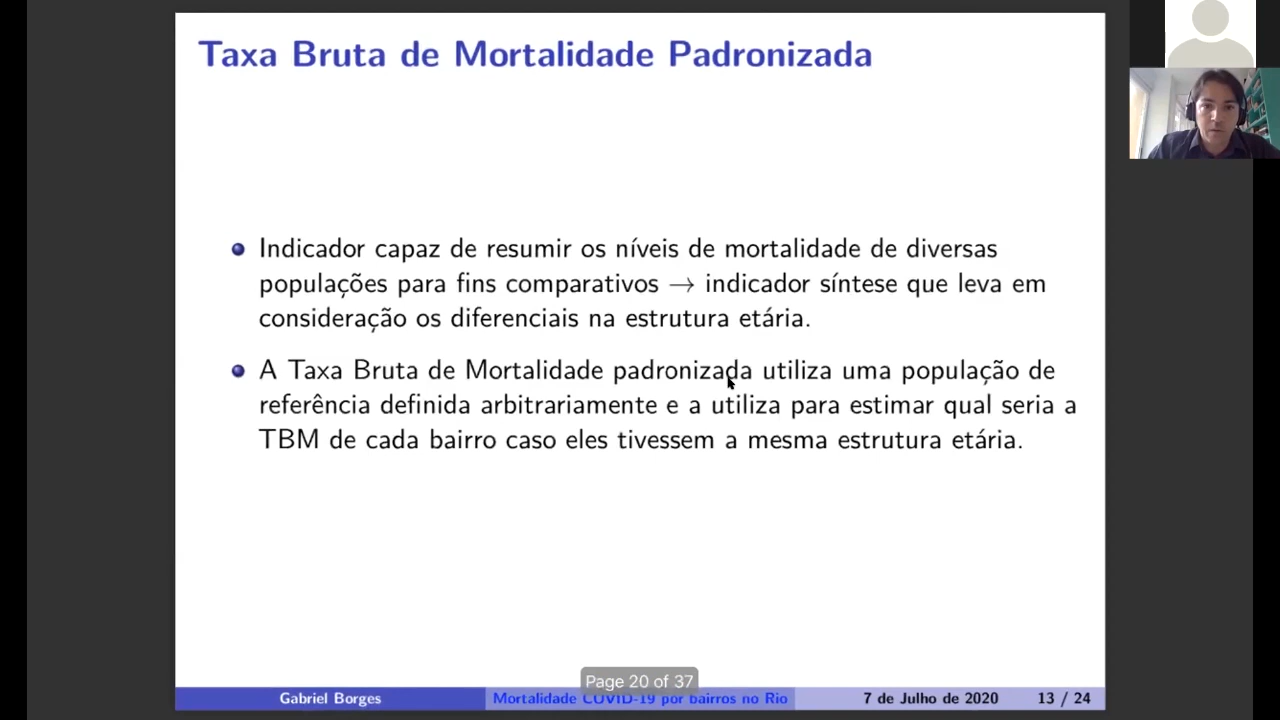 Taxa Bruta de Mortalidade Padronizada
Indicador capaz de resumir os níveis de mortalidade de diversas
populações para fins comparativos → indicador síntese que leva em
consideração os diferenciais na estrutura etária.
A Taxa Bruta de Mortalidade padronizada utiliza uma população de
referência definida arbitrariamente e a utiliza para estimar qual seria a
TBM de cada bairro caso eles tivessem a mesma estrutura etária.
Page 20 of 37
Gabriel Borges
Mortalidade COVID-19 por bairros no Rio
7 de Julho de 2020
13 / 24